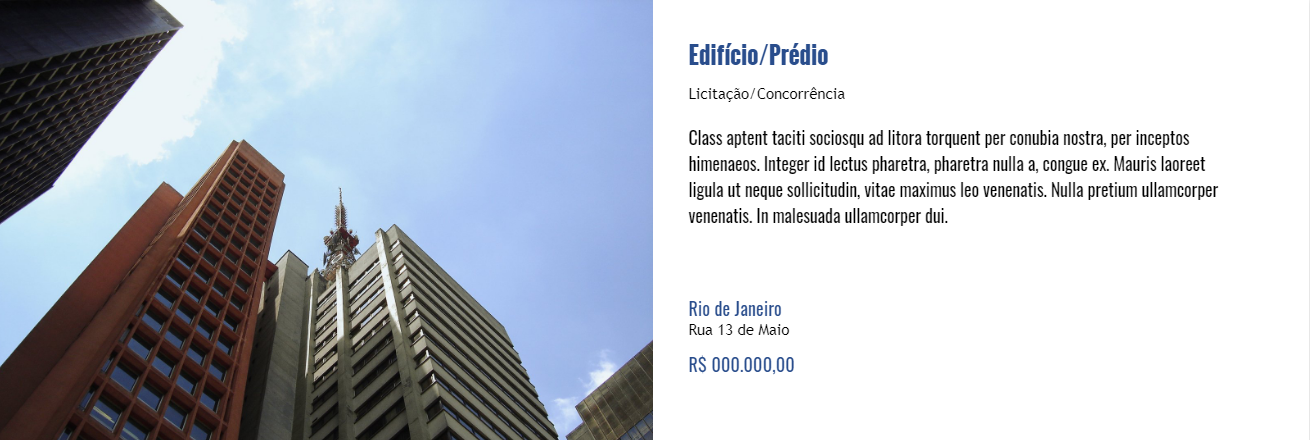 Edifício/Prédio
Licitação/Concorrência
Class aptent taciti sociosqu ad litora torquent per conubia nostra, per inceptos
himenaeos. Integer id lectus pharetra, pharetra nulla a, congue ex. Mauris laoreet
ligula ut neque sollicitudin, vitae maximus leo venenatis. Nulla pretium ullamcorper
venenatis. In malesuada ullamcorper dui.
Rio de Janeiro
Rua 13 de Maio
R$ 000.000,00